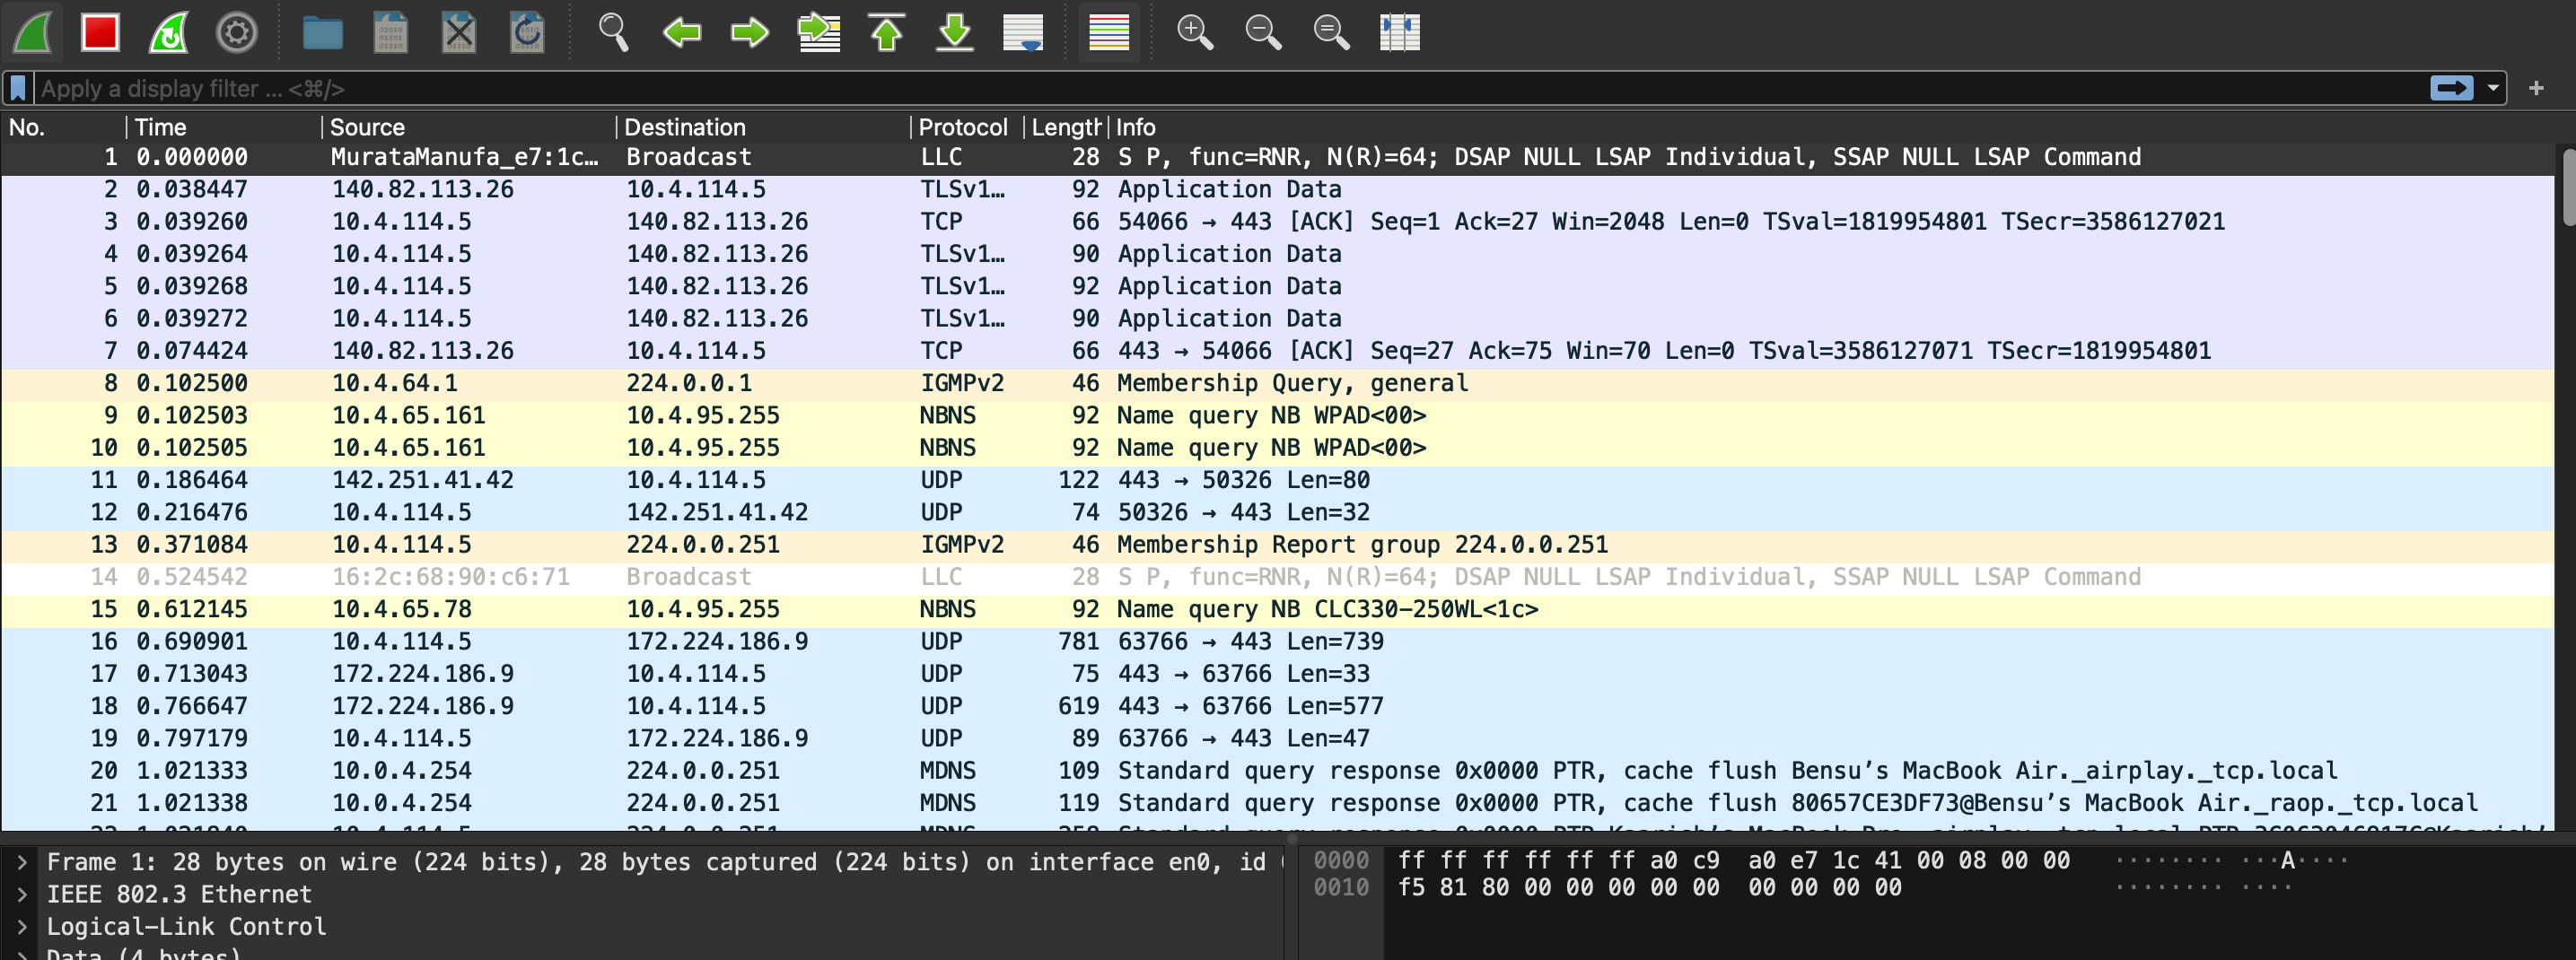 Apply a display filter ... <⌘/>
No. Time Source Destination Protocol Length Info
1 0.000000 MurataManufa_e7:1c… Broadcast LLC 28 S P, func=RNR, N(R)=64; DSAP NULL LSAP Individual, SSAP NULL LSAP Command
2 0.038447 140.82.113.26 10.4.114.5 TLSv1… 92 Application Data
3 0.039260 10.4.114.5 140.82.113.26 TCP 66 54066 → 443 [ACK] Seq=1 Ack=27 Win=2048 Len=0 TSval=1819954801 TSecr=3586127021
4 0.039264 10.4.114.5 140.82.113.26 TLSv1… 90 Application Data
5 0.039268 10.4.114.5 140.82.113.26 TLSv1… 92 Application Data
6 0.039272 10.4.114.5 140.82.113.26 TLSv1… 90 Application Data
7 0.074424 140.82.113.26 10.4.114.5 TCP 66 443 → 54066 [ACK] Seq=27 Ack=75 Win=70 Len=0 TSval=3586127071 TSecr=1819954801
8 0.102500 10.4.64.1 224.0.0.1 IGMPv2 46 Membership Query, general
9 0.102503 10.4.65.161 10.4.95.255 NBNS 92 Name query NB WPAD<00>
10 0.102505 10.4.65.161 10.4.95.255 NBNS 92 Name query NB WPAD<00>
11 0.186464 142.251.41.42 10.4.114.5 UDP 122 443 → 50326 Len=80
12 0.216476 10.4.114.5 142.251.41.42 UDP 74 50326 → 443 Len=32
13 0.371084 10.4.114.5 224.0.0.251 IGMPv2 46 Membership Report group 224.0.0.251
14 0.524542 16:2c:68:90:c6:71 Broadcast LLC 28 S P, func=RNR, N(R)=64; DSAP NULL LSAP Individual, SSAP NULL LSAP Command
15 0.612145 10.4.65.78 10.4.95.255 NBNS 92 Name query NB CLC330-250WL<1c>
16 0.690901 10.4.114.5 172.224.186.9 UDP 781 63766 → 443 Len=739
17 0.713043 172.224.186.9 10.4.114.5 UDP 75 443 → 63766 Len=33
18 0.766647 172.224.186.9 10.4.114.5 UDP 619 443 → 63766 Len=577
19 0.797179 10.4.114.5 172.224.186.9 UDP 89 63766 → 443 Len=47
20 1.021333 10.0.4.254 224.0.0.251 MDNS 109 Standard query response 0x0000 PTR, cache flush Bensu’s MacBook Air._airplay._tcp.local
21 1.021338 10.0.4.254 224.0.0.251 MDNS 119 Standard query response 0x0000 PTR, cache flush 80657CE3DF73@Bensu’s MacBook Air._raop._tcp.local
Frame 1: 28 bytes on wire (224 bits), 28 bytes captured (224 bits) on interface en0, id
IEEE 802.3 Ethernet
Logical-Link Control
Data (4 bytes)
0000 ff ff ff ff ff ff a0 c9 a0 e7 1c 41 00 08 00 00 ········ ···A····
0010 f5 81 80 00 00 00 00 00 00 00 00 00 ········ ····